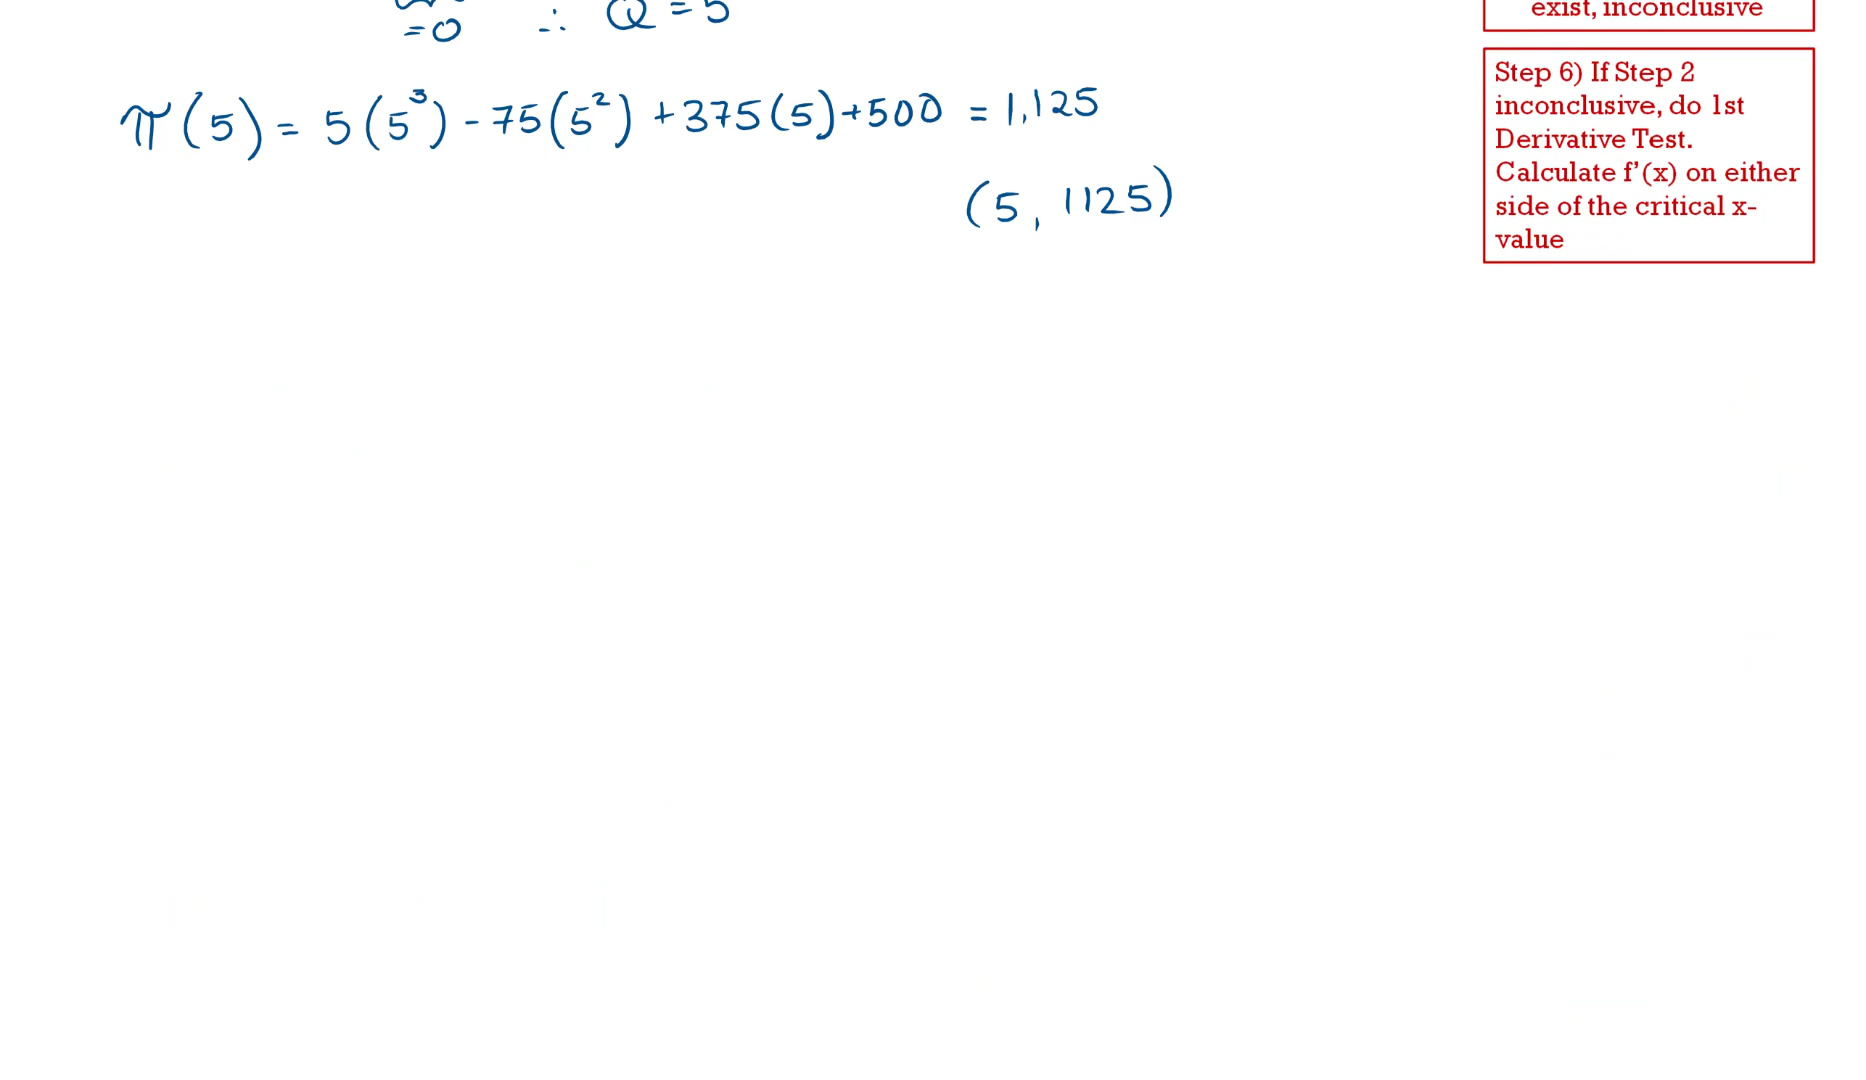 =0 ∴ Q = 5
π(5) = 5(5³) - 75(5²) + 375(5) + 500 = 1,125
(5, 1125)
exist, inconclusive
Step 6) If Step 2
inconclusive, do 1st
Derivative Test.
Calculate f'(x) on either
side of the critical x-
value